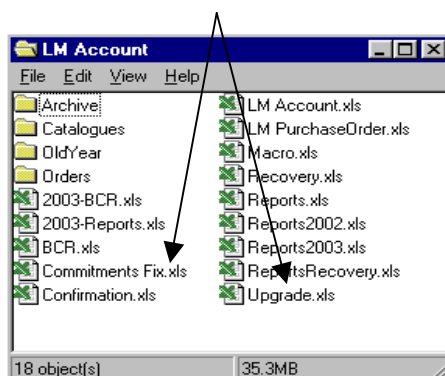 LM Account
File Edit View Help
Archive
Catalogues
OldYear
Orders
2003-BCR.xls
2003-Reports.xls
BCR.xls
Commitments Fix.xls
Confirmation.xls
LM Account.xls
LM PurchaseOrder.xls
Macro.xls
Recovery.xls
Reports.xls
Reports2002.xls
Reports2003.xls
ReportsRecovery.xls
Upgrade.xls
18 object(s) 35.3MB